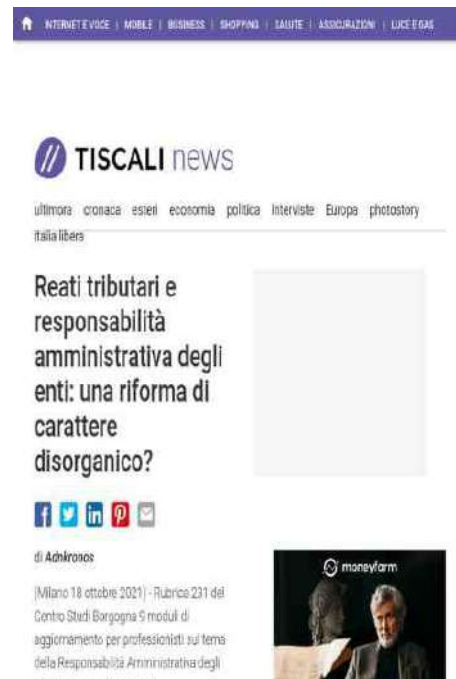 INTERNET E VOCE | MOBILE | BUSINESS | SHOPPING | SALUTE | ASSICURAZIONI | LUCE E GAS
TISCALI news
ultimora cronaca esteri economia politica interviste Europa photostory
italia libera
Reati tributari e
responsabilità
amministrativa degli
enti: una riforma di
carattere
disorganico?
di Adnkronos
(Milano 18 ottobre 2021) - Rubrica 231 del
Centro Studi Borgogna 9 moduli di
aggiornamento per professionisti sul tema
della Responsabilità Amministrativa degli
moneyfarm